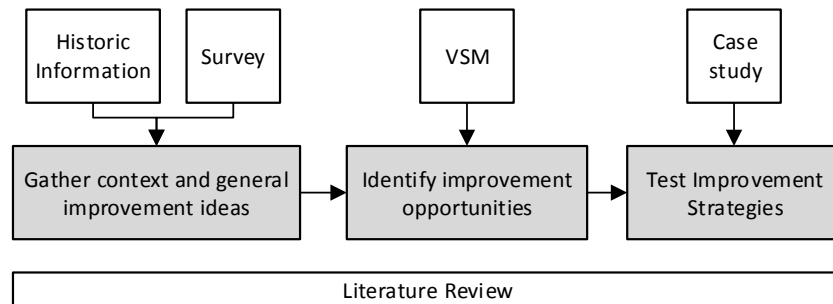 Historic
Information
Survey
VSM
Case
study
Gather context and general
improvement ideas
Identify improvement
opportunities
Test Improvement
Strategies
Literature Review